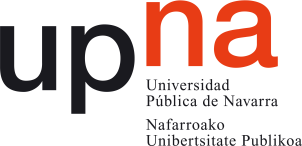 upna
Universidad
Pública de Navarra
Nafarroako
Unibertsitate Publikoa